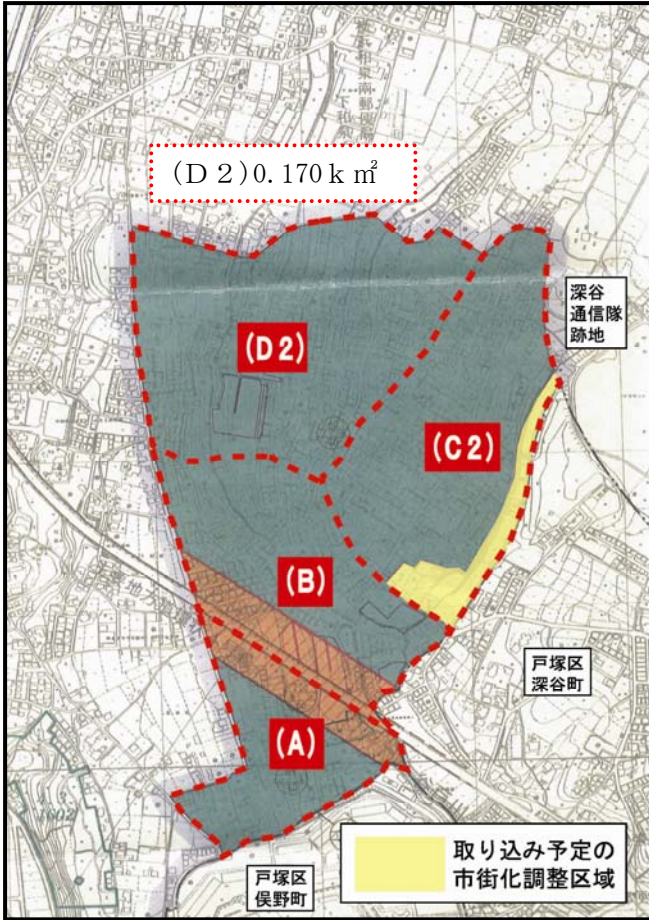 (D2)0.170k㎡
深谷
通信隊
跡地
(D2)
(C2)
(B)
戸塚区
深谷町
(A)
取り込み予定の
市街化調整区域
戸塚区
俣野町